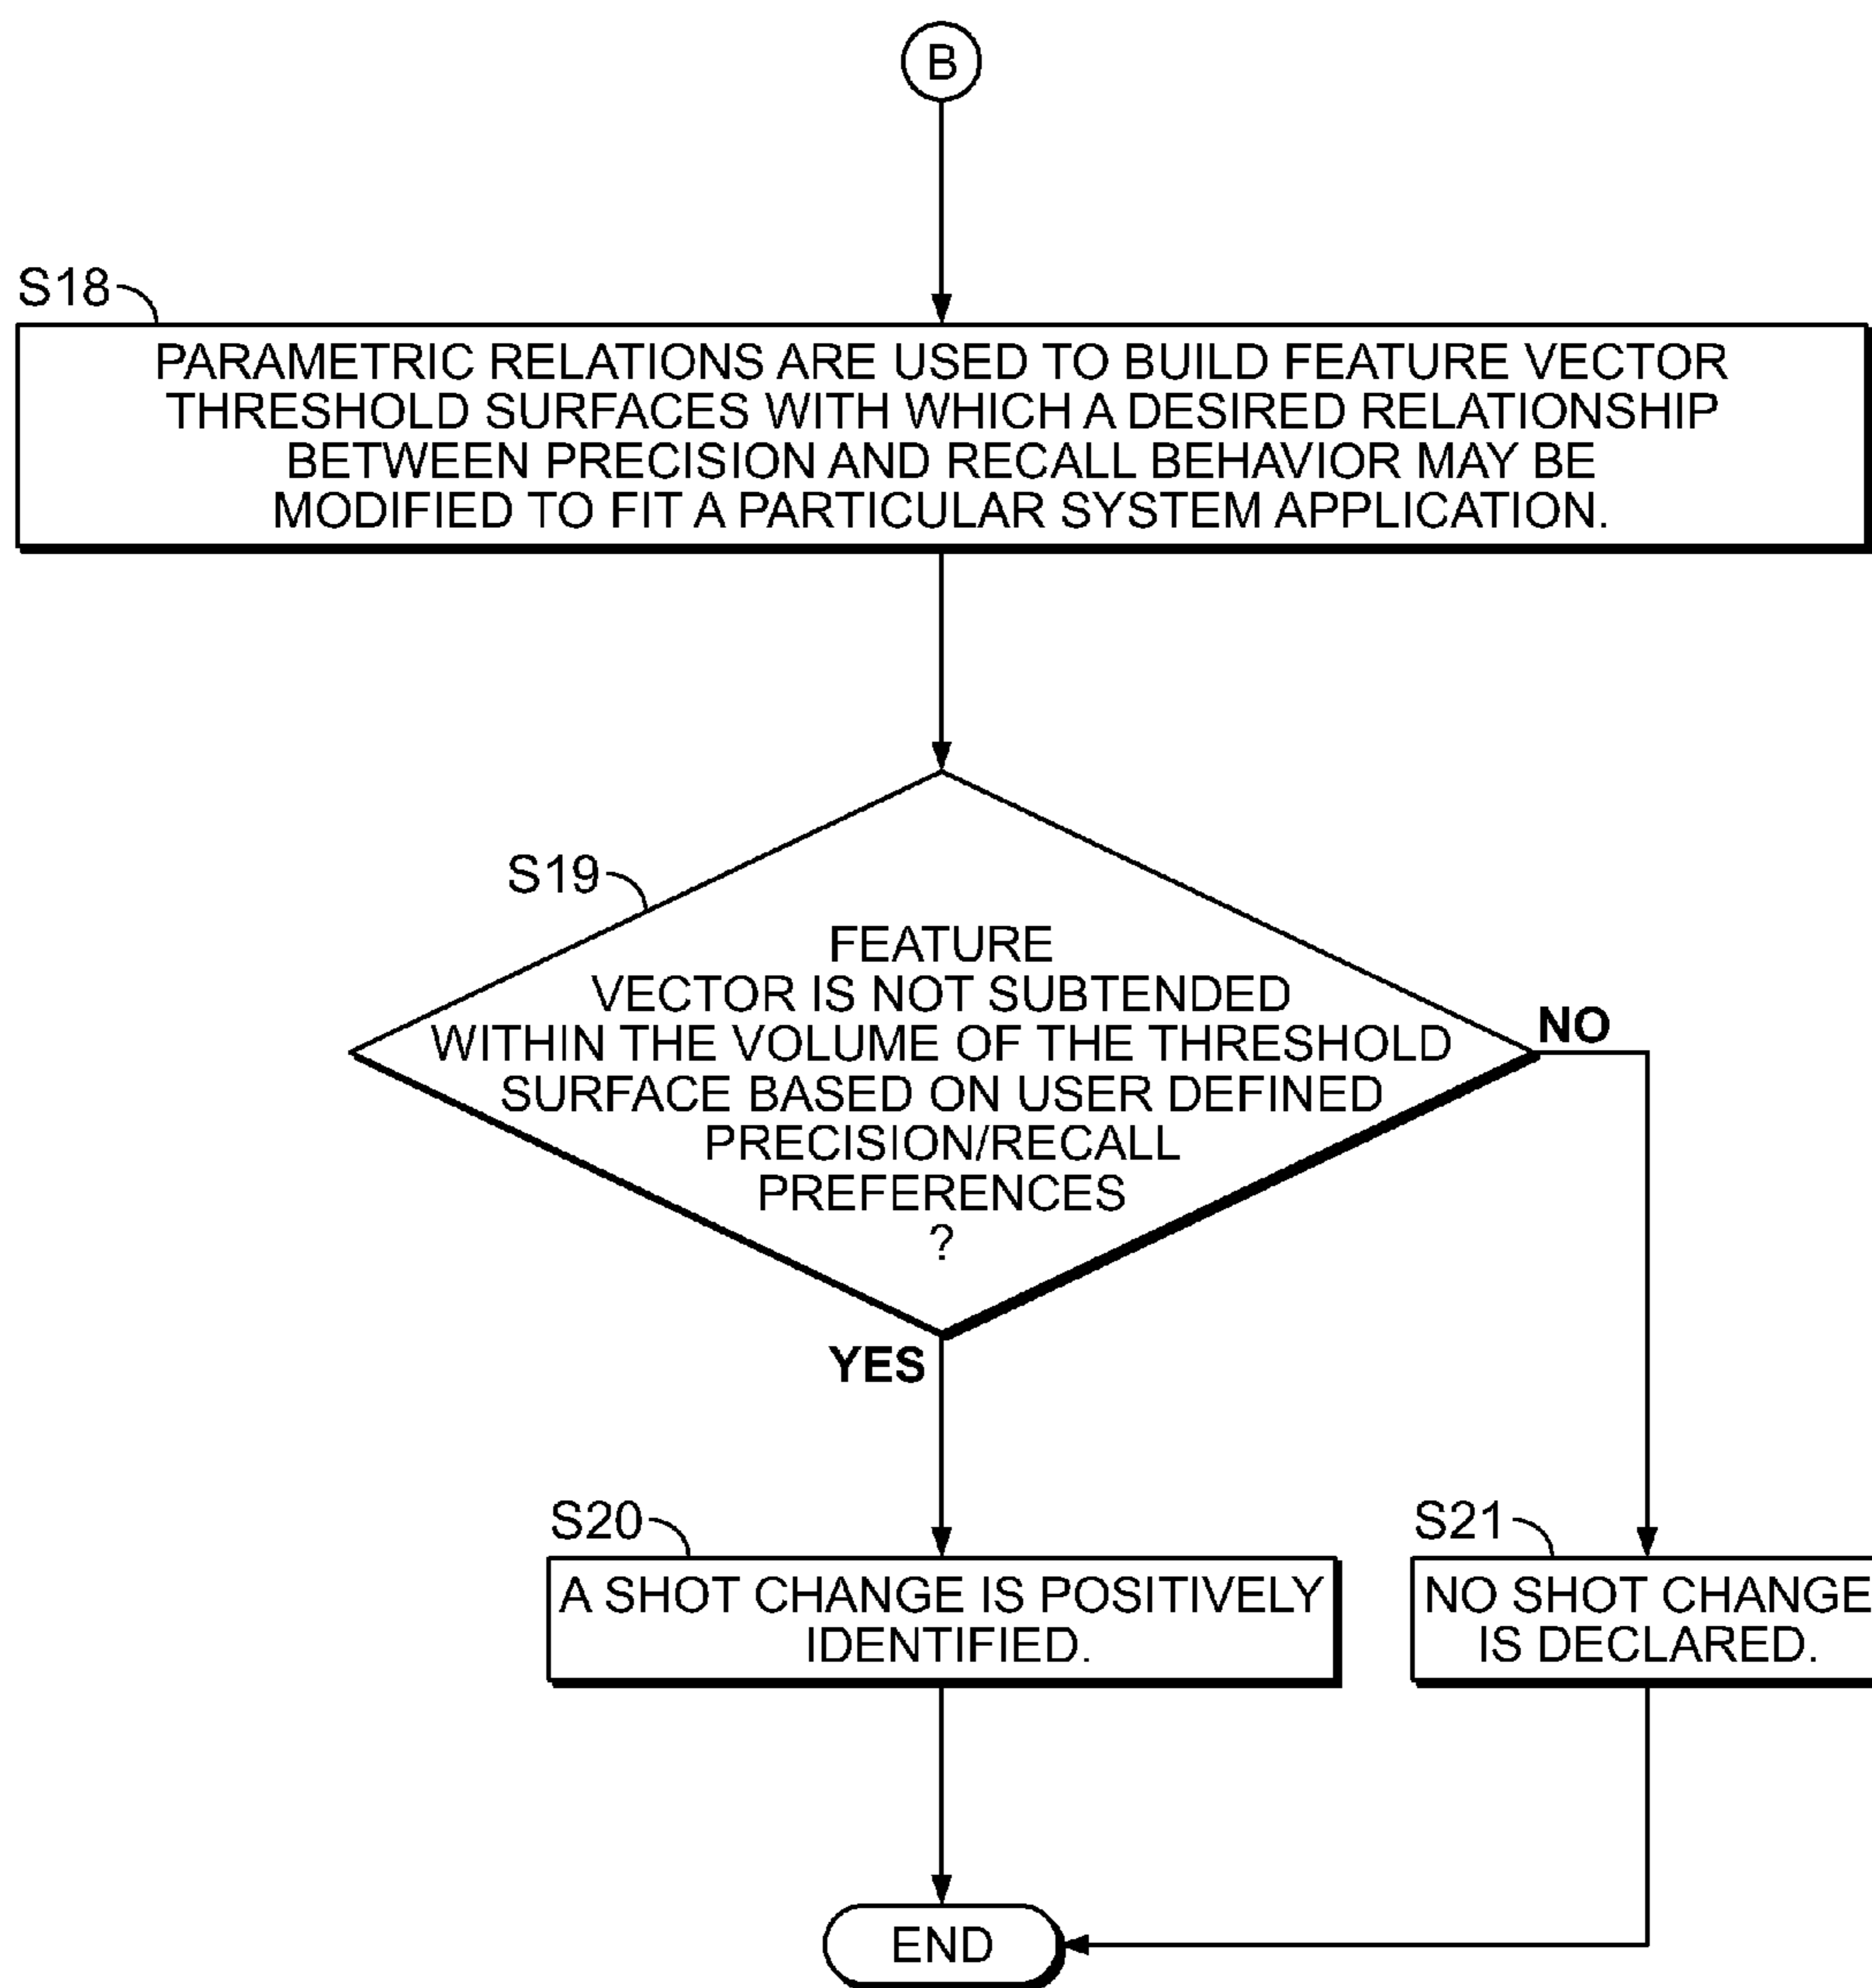 B
S18
PARAMETRIC RELATIONS ARE USED TO BUILD FEATURE VECTOR
THRESHOLD SURFACES WITH WHICH A DESIRED RELATIONSHIP
BETWEEN PRECISION AND RECALL BEHAVIOR MAY BE
MODIFIED TO FIT A PARTICULAR SYSTEM APPLICATION.
S19
FEATURE
VECTOR IS NOT SUBTENDED
WITHIN THE VOLUME OF THE THRESHOLD
SURFACE BASED ON USER DEFINED
PRECISION/RECALL
PREFERENCES
?
NO
YES
S20
A SHOT CHANGE IS POSITIVELY
IDENTIFIED.
S21
NO SHOT CHANGE
IS DECLARED.
END